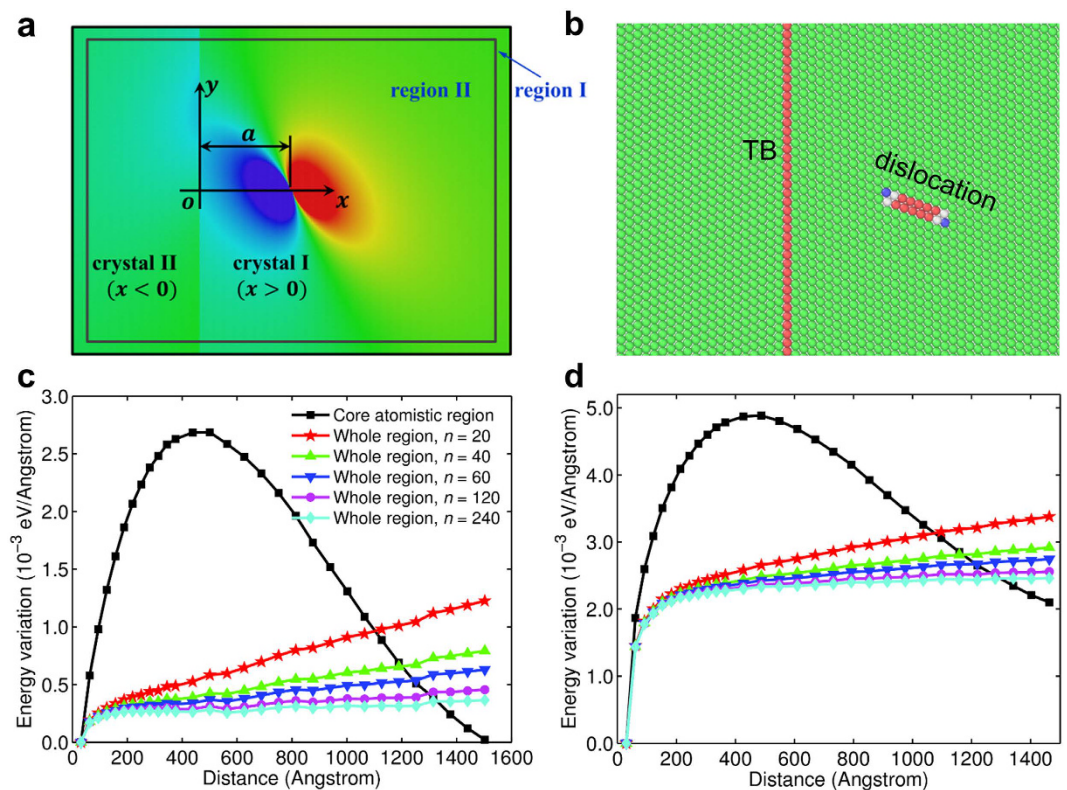 a
y
region II
region I
a
o
x
crystal II
(x < 0)
crystal I
(x > 0)
b
TB
dislocation
c
3.0
2.5
2.0
1.5
1.0
0.5
0.0
Energy variation (10⁻³ eV/Angstrom)
Core atomistic region
Whole region, n = 20
Whole region, n = 40
Whole region, n = 60
Whole region, n = 120
Whole region, n = 240
0 200 400 600 800 1000 1200 1400 1600
Distance (Angstrom)
d
5.0
4.0
3.0
2.0
1.0
0.0
Energy variation (10⁻³ eV/Angstrom)
0 200 400 600 800 1000 1200 1400
Distance (Angstrom)